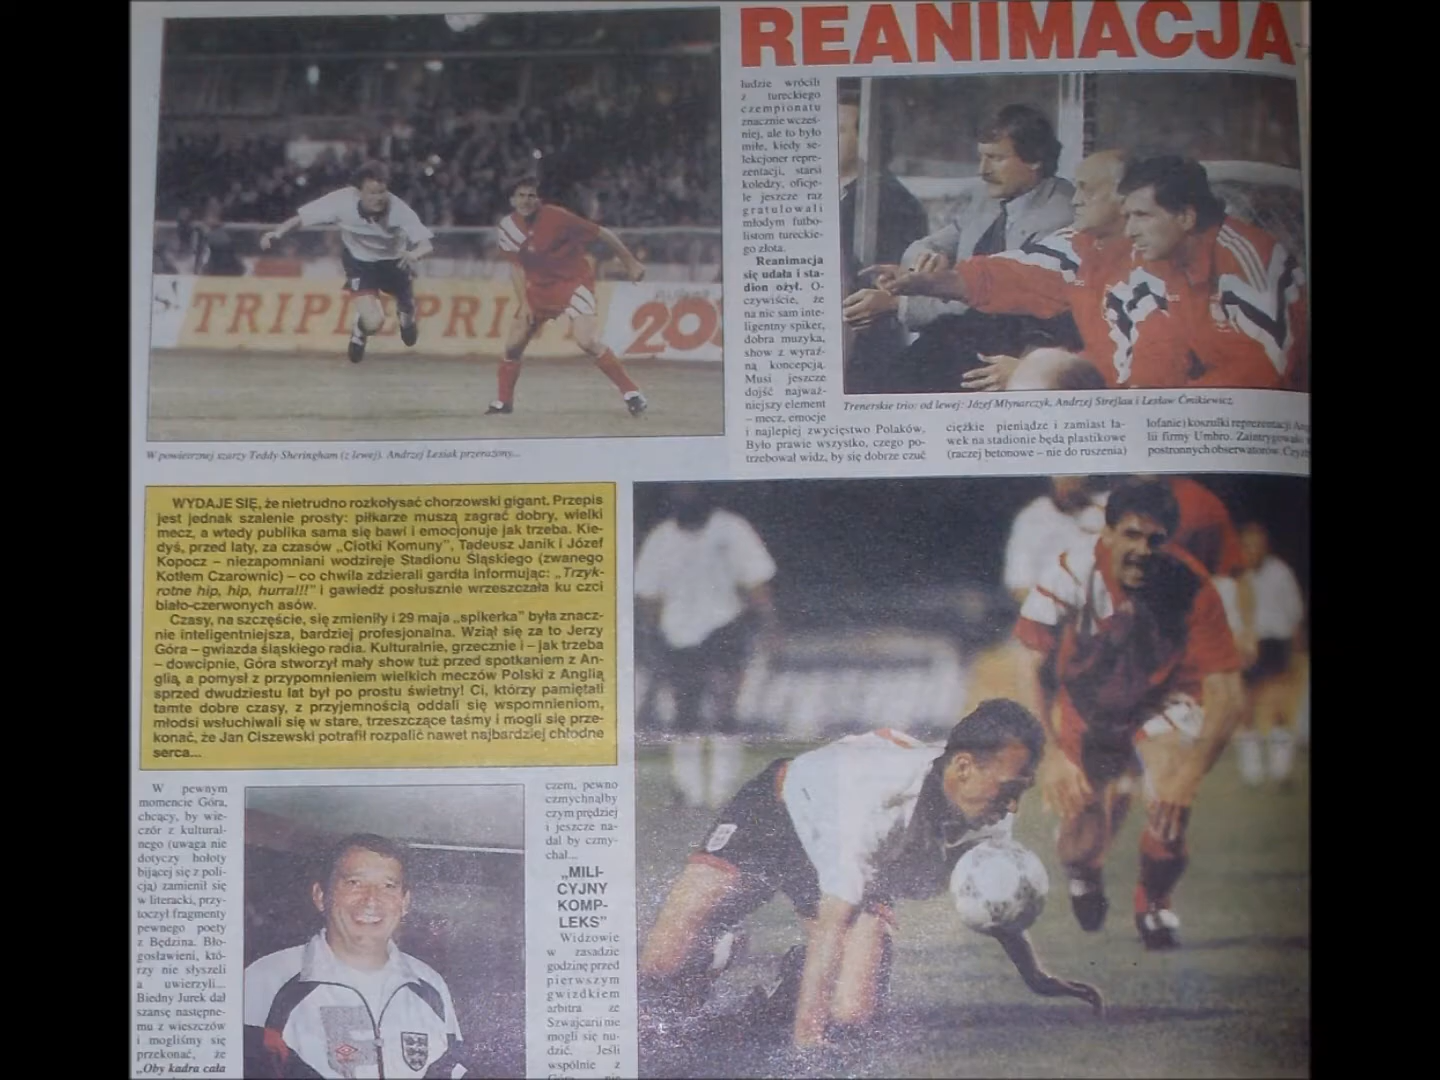 REANIMACJA
TRIPLEPRINT
20
W powietrznej szarży Teddy Sheringham (z lewej). Andrzej Lesiak przerażony...
ludzie wrócili
z tureckiego
czempionatu
znacznie wcześ-
niej, ale to było
miłe, kiedy se-
lekcjoner repre-
zentacji, starsi
koledzy, oficje-
le jeszcze raz
gratulowali
młodym futbo-
listom tureckie-
go złota.
Reanimacja
się udała i sta-
dion ożył. O-
czywiście, że
na nic sam inte-
ligentny spiker,
dobra muzyka,
show z wyraź-
ną koncepcją.
Musi jeszcze
dojść najważ-
niejszy element
– mecz, emocje
i najlepiej zwycięstwo Polaków.
Było prawie wszystko, czego po-
trzebował widz, by się dobrze czuć
Trenerskie trio: od lewej: Józef Młynarczyk, Andrzej Strejlau i Lesław Ćmikiewicz.
ciężkie pieniądze i zamiast ła-
wek na stadionie będą plastikowe
(raczej betonowe – nie do ruszenia)
lofanie) koszulki reprezentacji
lii firmy Umbro. Zaintrygowało
postronnych obserwatorów.
WYDAJE SIĘ, że nietrudno rozkołysać chorzowski gigant. Przepis
jest jednak szalenie prosty: piłkarze muszą zagrać dobry, wielki
mecz, a wtedy publika sama się bawi i emocjonuje jak trzeba. Kie-
dyś, przed laty, za czasów „Ciotki Komuny", Tadeusz Janik i Józef
Kopocz – niezapomniani wodzireje Stadionu Śląskiego (zwanego
Kotłem Czarownic) – co chwila zdzierali gardła informując: „Trzyk-
rotne hip, hip, hurra!!!" i gawiedź posłusznie wrzeszczała ku czci
biało-czerwonych asów.
Czasy, na szczęście, się zmieniły i 29 maja „spikerka" była znacz-
nie inteligentniejsza, bardziej profesjonalna. Wziął się za to Jerzy
Góra – gwiazda śląskiego radia. Kulturalnie, grzecznie i – jak trzeba
– dowcipnie, Góra stworzył mały show tuż przed spotkaniem z An-
glią, a pomysł z przypomnieniem wielkich meczów Polski z Anglią
sprzed dwudziestu lat był po prostu świetny! Ci, którzy pamiętali
tamte dobre czasy, z przyjemnością oddali się wspomnieniom,
młodsi wsłuchiwali się w stare, trzeszczące taśmy i mogli się prze-
konać, że Jan Ciszewski potrafił rozpalić nawet najbardziej chłodne
serca...
W pewnym
momencie Góra,
chcący, by wie-
czór z kultural-
nego (uwaga nie
dotyczy hołoty
bijącej się z poli-
cją) zamienił się
w literacki, przy-
toczył fragmenty
pewnego poety
z Będzina. Bło-
gosławieni, któ-
rzy nie słyszeli
a uwierzyli...
Biedny Jurek dał
szansę następne-
mu z wieszczów
i mogliśmy się
przekonać, że
„Oby kadra cała
czem, pewno
czmychnąłby
czym prędzej
i jeszcze na-
dal by czmy-
chał...
„MILI-
CYJNY
KOMP-
LEKS"
Widzowie
w zasadzie
godzinę przed
pierwszym
gwizdkiem
arbitra ze
Szwajcarii nie
mogli się nu-
dzić. Jeśli
wspólnie z